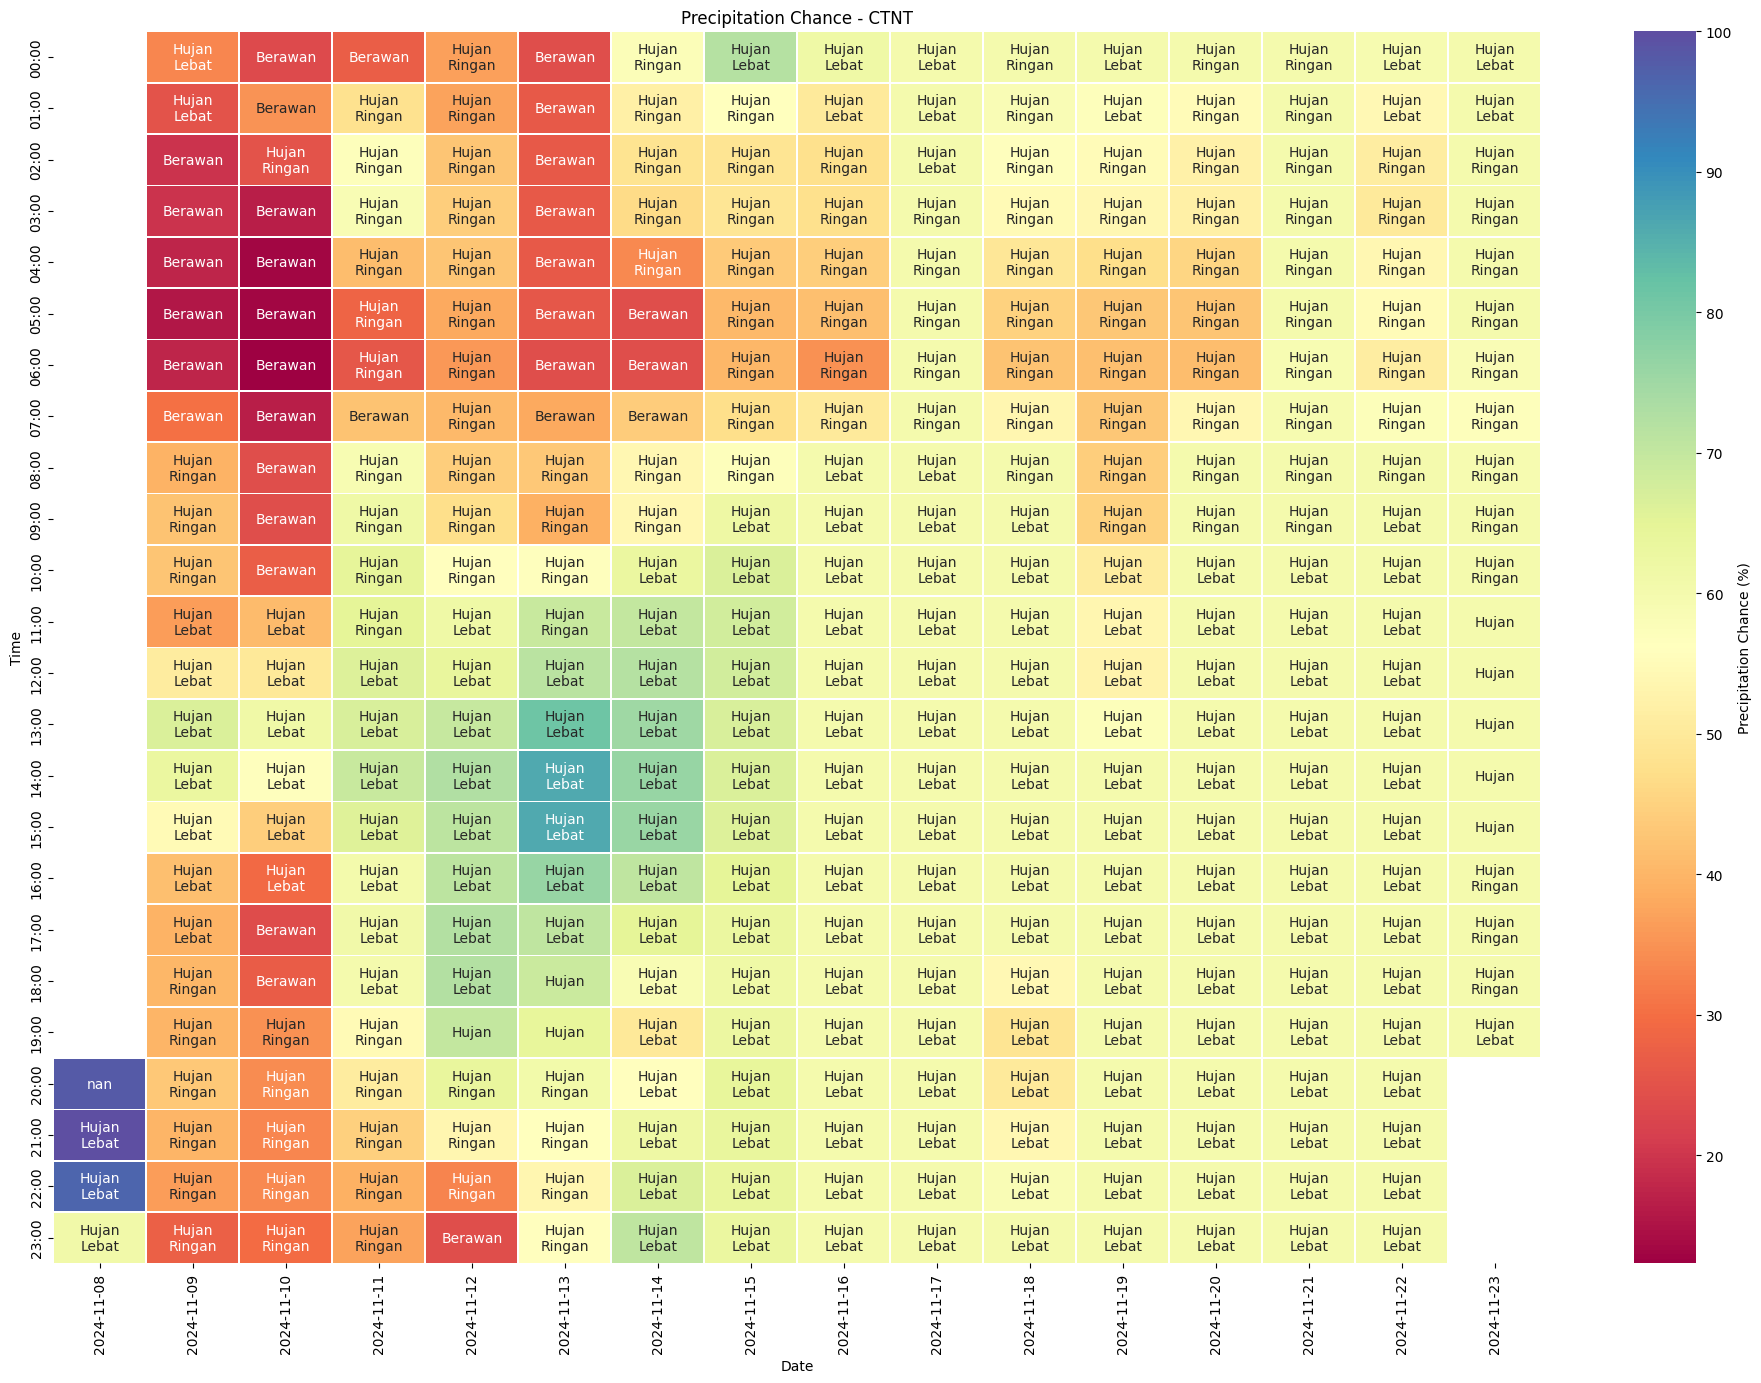 Precipitation Chance - CTNT
00:00 Hujan Lebat Berawan Berawan Hujan Ringan Berawan Hujan Ringan Hujan Lebat Hujan Lebat Hujan Lebat Hujan Ringan Hujan Lebat Hujan Ringan Hujan Ringan Hujan Lebat Hujan Lebat
01:00 Hujan Lebat Berawan Hujan Ringan Hujan Ringan Berawan Hujan Ringan Hujan Ringan Hujan Lebat Hujan Lebat Hujan Ringan Hujan Lebat Hujan Ringan Hujan Ringan Hujan Lebat Hujan Lebat
02:00 Berawan Hujan Ringan Hujan Ringan Hujan Ringan Berawan Hujan Ringan Hujan Ringan Hujan Ringan Hujan Lebat Hujan Ringan Hujan Ringan Hujan Ringan Hujan Ringan Hujan Ringan Hujan Ringan
03:00 Berawan Berawan Hujan Ringan Hujan Ringan Berawan Hujan Ringan Hujan Ringan Hujan Ringan Hujan Ringan Hujan Ringan Hujan Ringan Hujan Ringan Hujan Ringan Hujan Ringan Hujan Ringan
04:00 Berawan Berawan Hujan Ringan Hujan Ringan Berawan Hujan Ringan Hujan Ringan Hujan Ringan Hujan Ringan Hujan Ringan Hujan Ringan Hujan Ringan Hujan Ringan Hujan Ringan Hujan Ringan
05:00 Berawan Berawan Hujan Ringan Hujan Ringan Berawan Berawan Hujan Ringan Hujan Ringan Hujan Ringan Hujan Ringan Hujan Ringan Hujan Ringan Hujan Ringan Hujan Ringan Hujan Ringan
06:00 Berawan Berawan Hujan Ringan Hujan Ringan Berawan Berawan Hujan Ringan Hujan Ringan Hujan Ringan Hujan Ringan Hujan Ringan Hujan Ringan Hujan Ringan Hujan Ringan Hujan Ringan
07:00 Berawan Berawan Berawan Hujan Ringan Berawan Berawan Hujan Ringan Hujan Ringan Hujan Ringan Hujan Ringan Hujan Ringan Hujan Ringan Hujan Ringan Hujan Ringan Hujan Ringan
08:00 Hujan Ringan Berawan Hujan Ringan Hujan Ringan Hujan Ringan Hujan Ringan Hujan Ringan Hujan Lebat Hujan Lebat Hujan Ringan Hujan Ringan Hujan Ringan Hujan Ringan Hujan Ringan Hujan Ringan
09:00 Hujan Ringan Berawan Hujan Ringan Hujan Ringan Hujan Ringan Hujan Ringan Hujan Lebat Hujan Lebat Hujan Lebat Hujan Lebat Hujan Ringan Hujan Ringan Hujan Ringan Hujan Lebat Hujan Ringan
10:00 Hujan Ringan Berawan Hujan Ringan Hujan Ringan Hujan Ringan Hujan Lebat Hujan Lebat Hujan Lebat Hujan Lebat Hujan Lebat Hujan Lebat Hujan Lebat Hujan Lebat Hujan Lebat Hujan Ringan
11:00 Hujan Lebat Hujan Lebat Hujan Ringan Hujan Lebat Hujan Ringan Hujan Lebat Hujan Lebat Hujan Lebat Hujan Lebat Hujan Lebat Hujan Lebat Hujan Lebat Hujan Lebat Hujan Lebat Hujan
12:00 Hujan Lebat Hujan Lebat Hujan Lebat Hujan Lebat Hujan Lebat Hujan Lebat Hujan Lebat Hujan Lebat Hujan Lebat Hujan Lebat Hujan Lebat Hujan Lebat Hujan Lebat Hujan Lebat Hujan
13:00 Hujan Lebat Hujan Lebat Hujan Lebat Hujan Lebat Hujan Lebat Hujan Lebat Hujan Lebat Hujan Lebat Hujan Lebat Hujan Lebat Hujan Lebat Hujan Lebat Hujan Lebat Hujan Lebat Hujan
14:00 Hujan Lebat Hujan Lebat Hujan Lebat Hujan Lebat Hujan Lebat Hujan Lebat Hujan Lebat Hujan Lebat Hujan Lebat Hujan Lebat Hujan Lebat Hujan Lebat Hujan Lebat Hujan Lebat Hujan
15:00 Hujan Lebat Hujan Lebat Hujan Lebat Hujan Lebat Hujan Lebat Hujan Lebat Hujan Lebat Hujan Lebat Hujan Lebat Hujan Lebat Hujan Lebat Hujan Lebat Hujan Lebat Hujan Lebat Hujan
16:00 Hujan Lebat Hujan Lebat Hujan Lebat Hujan Lebat Hujan Lebat Hujan Lebat Hujan Lebat Hujan Lebat Hujan Lebat Hujan Lebat Hujan Lebat Hujan Lebat Hujan Lebat Hujan Lebat Hujan Ringan
17:00 Hujan Lebat Berawan Hujan Lebat Hujan Lebat Hujan Lebat Hujan Lebat Hujan Lebat Hujan Lebat Hujan Lebat Hujan Lebat Hujan Lebat Hujan Lebat Hujan Lebat Hujan Lebat Hujan Ringan
18:00 Hujan Ringan Berawan Hujan Lebat Hujan Lebat Hujan Hujan Lebat Hujan Lebat Hujan Lebat Hujan Lebat Hujan Lebat Hujan Lebat Hujan Lebat Hujan Lebat Hujan Lebat Hujan Ringan
19:00 Hujan Ringan Hujan Ringan Hujan Ringan Hujan Hujan Hujan Lebat Hujan Lebat Hujan Lebat Hujan Lebat Hujan Lebat Hujan Lebat Hujan Lebat Hujan Lebat Hujan Lebat Hujan Lebat
20:00 nan Hujan Ringan Hujan Ringan Hujan Ringan Hujan Ringan Hujan Ringan Hujan Lebat Hujan Lebat Hujan Lebat Hujan Lebat Hujan Lebat Hujan Lebat Hujan Lebat Hujan Lebat Hujan Lebat
21:00 Hujan Lebat Hujan Ringan Hujan Ringan Hujan Ringan Hujan Ringan Hujan Ringan Hujan Lebat Hujan Lebat Hujan Lebat Hujan Lebat Hujan Lebat Hujan Lebat Hujan Lebat Hujan Lebat Hujan Lebat
22:00 Hujan Lebat Hujan Ringan Hujan Ringan Hujan Ringan Hujan Ringan Hujan Ringan Hujan Lebat Hujan Lebat Hujan Lebat Hujan Lebat Hujan Lebat Hujan Lebat Hujan Lebat Hujan Lebat Hujan Lebat
23:00 Hujan Lebat Hujan Ringan Hujan Ringan Hujan Ringan Berawan Hujan Ringan Hujan Lebat Hujan Lebat Hujan Lebat Hujan Lebat Hujan Lebat Hujan Lebat Hujan Lebat Hujan Lebat Hujan Lebat
Time
2024-11-08 2024-11-09 2024-11-10 2024-11-11 2024-11-12 2024-11-13 2024-11-14 2024-11-15 2024-11-16 2024-11-17 2024-11-18 2024-11-19 2024-11-20 2024-11-21 2024-11-22 2024-11-23
Date
100
90
80
70
60
50
40
30
20
Precipitation Chance (%)